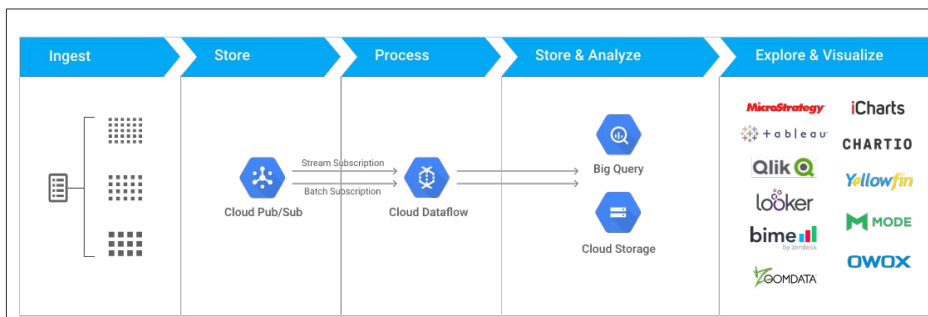 Ingest
Store
Process
Store & Analyze
Explore & Visualize
Stream Subscription
Batch Subscription
Cloud Pub/Sub
Cloud Dataflow
Big Query
Cloud Storage
MicroStrategy
iCharts
+ableau
CHARTIO
Qlik
Yellowfin
looker
MODE
bime
by zendesk
OWOX
ZOOMDATA